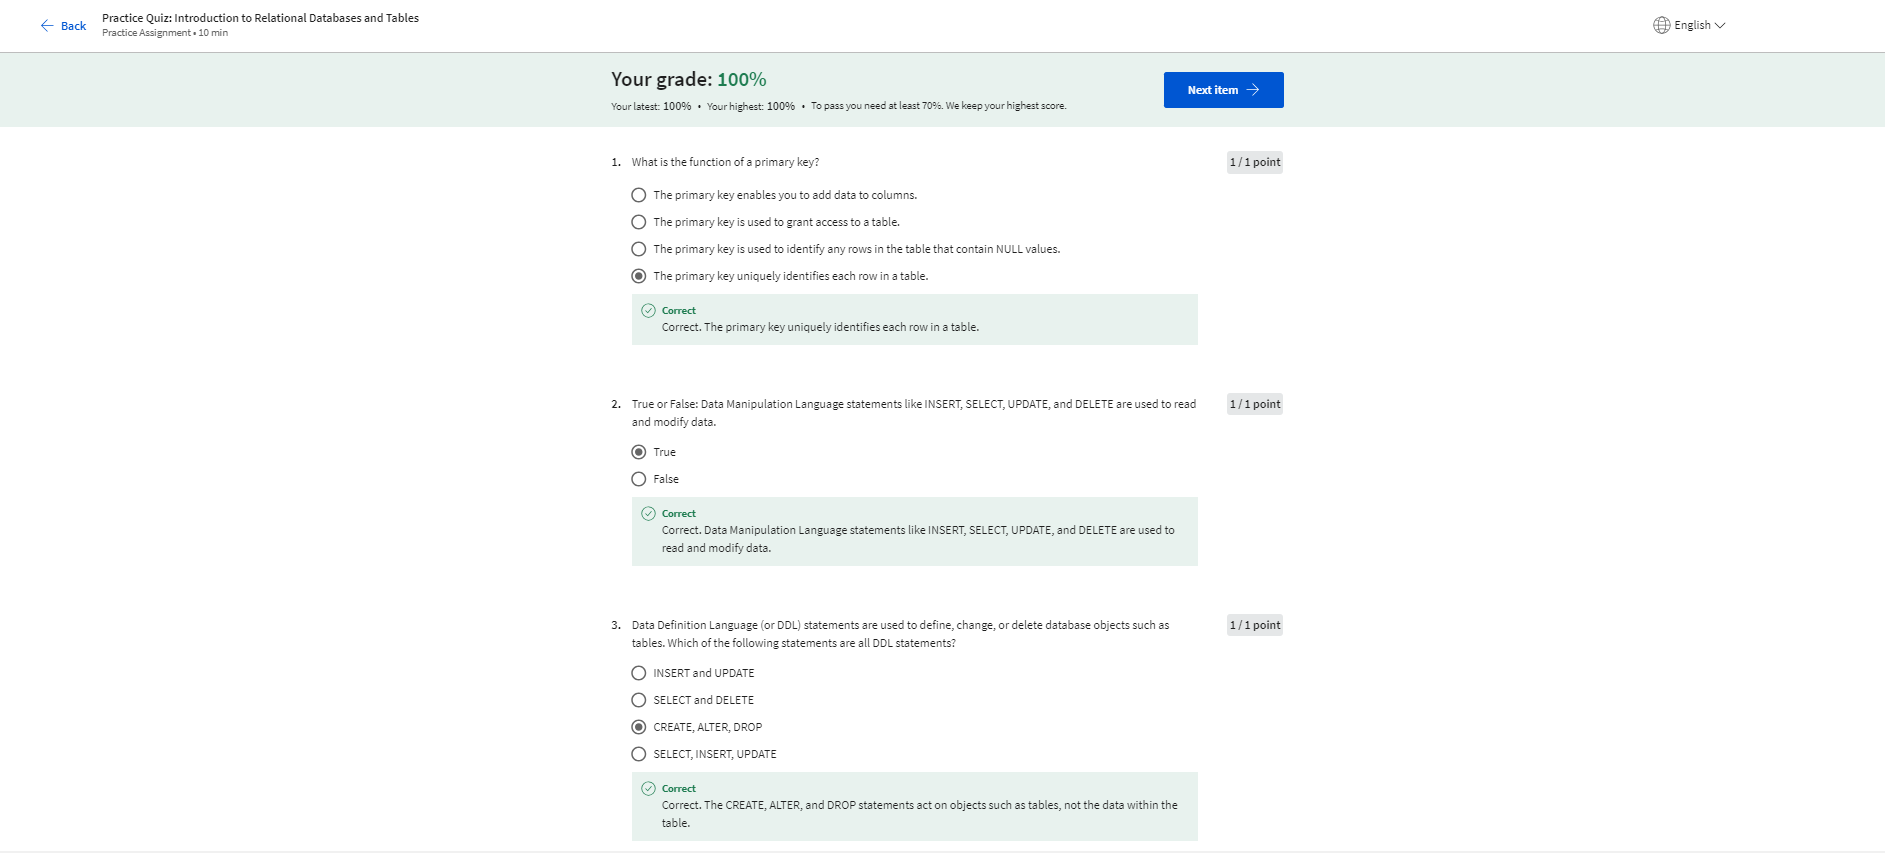 Back
Practice Quiz: Introduction to Relational Databases and Tables
Practice Assignment • 10 min
English
Your grade: 100%
Your latest: 100% • Your highest: 100% • To pass you need at least 70%. We keep your highest score.
Next item
1. What is the function of a primary key?
1 / 1 point
The primary key enables you to add data to columns.
The primary key is used to grant access to a table.
The primary key is used to identify any rows in the table that contain NULL values.
The primary key uniquely identifies each row in a table.
Correct
Correct. The primary key uniquely identifies each row in a table.
2. True or False: Data Manipulation Language statements like INSERT, SELECT, UPDATE, and DELETE are used to read
and modify data.
1 / 1 point
True
False
Correct
Correct. Data Manipulation Language statements like INSERT, SELECT, UPDATE, and DELETE are used to
read and modify data.
3. Data Definition Language (or DDL) statements are used to define, change, or delete database objects such as
tables. Which of the following statements are all DDL statements?
1 / 1 point
INSERT and UPDATE
SELECT and DELETE
CREATE, ALTER, DROP
SELECT, INSERT, UPDATE
Correct
Correct. The CREATE, ALTER, and DROP statements act on objects such as tables, not the data within the
table.